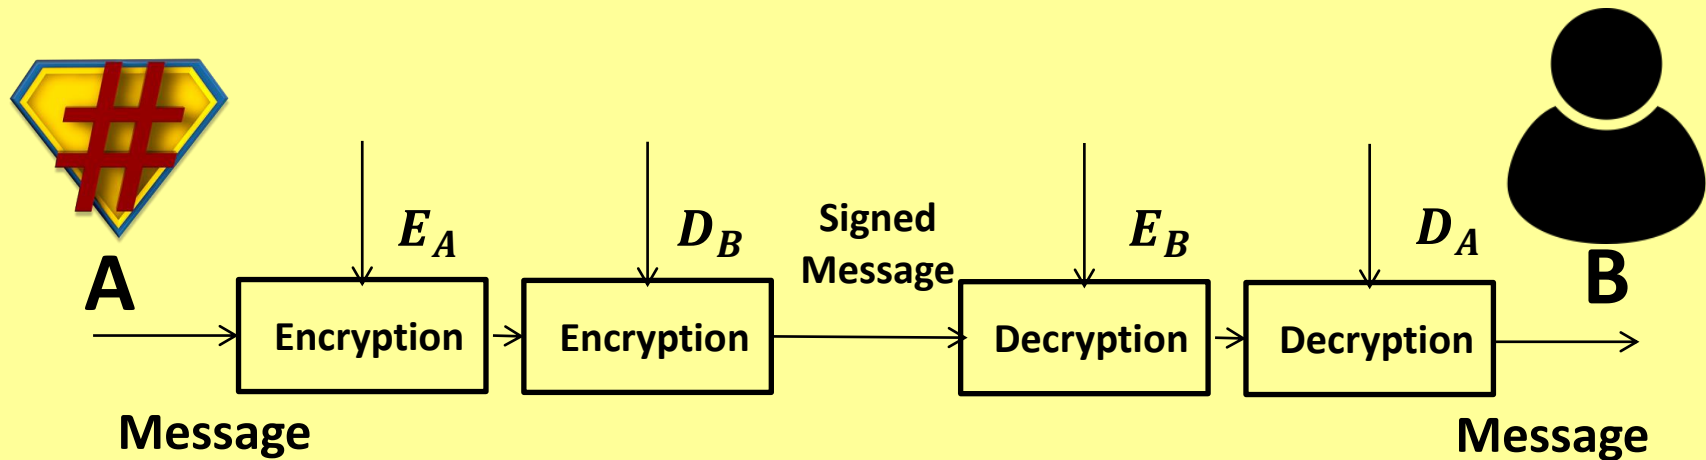 #
A
E_A
D_B
Signed
Message
E_B
D_A
B
Encryption
Encryption
Decryption
Decryption
Message
Message